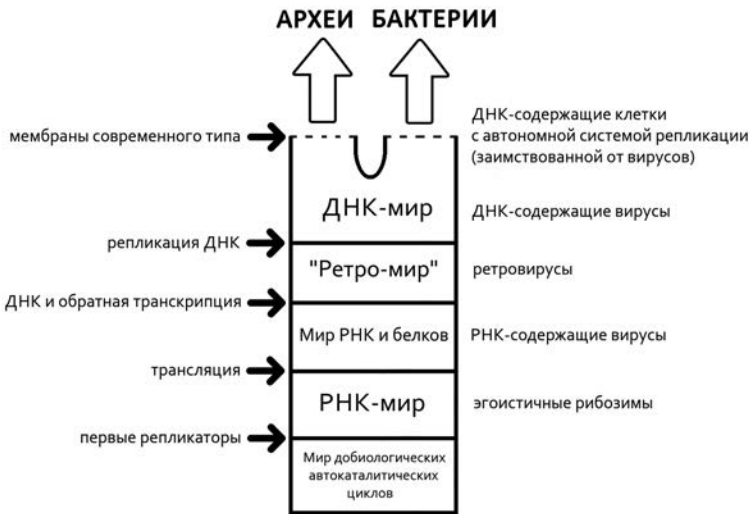 АРХЕИ БАКТЕРИИ
мембраны современного типа
ДНК-содержащие клетки
с автономной системой репликации
(заимствованной от вирусов)
ДНК-мир
ДНК-содержащие вирусы
репликация ДНК
"Ретро-мир"
ретровирусы
ДНК и обратная транскрипция
Мир РНК и белков
РНК-содержащие вирусы
трансляция
РНК-мир
эгоистичные рибозимы
первые репликаторы
Мир добиологических
автокаталитических
циклов